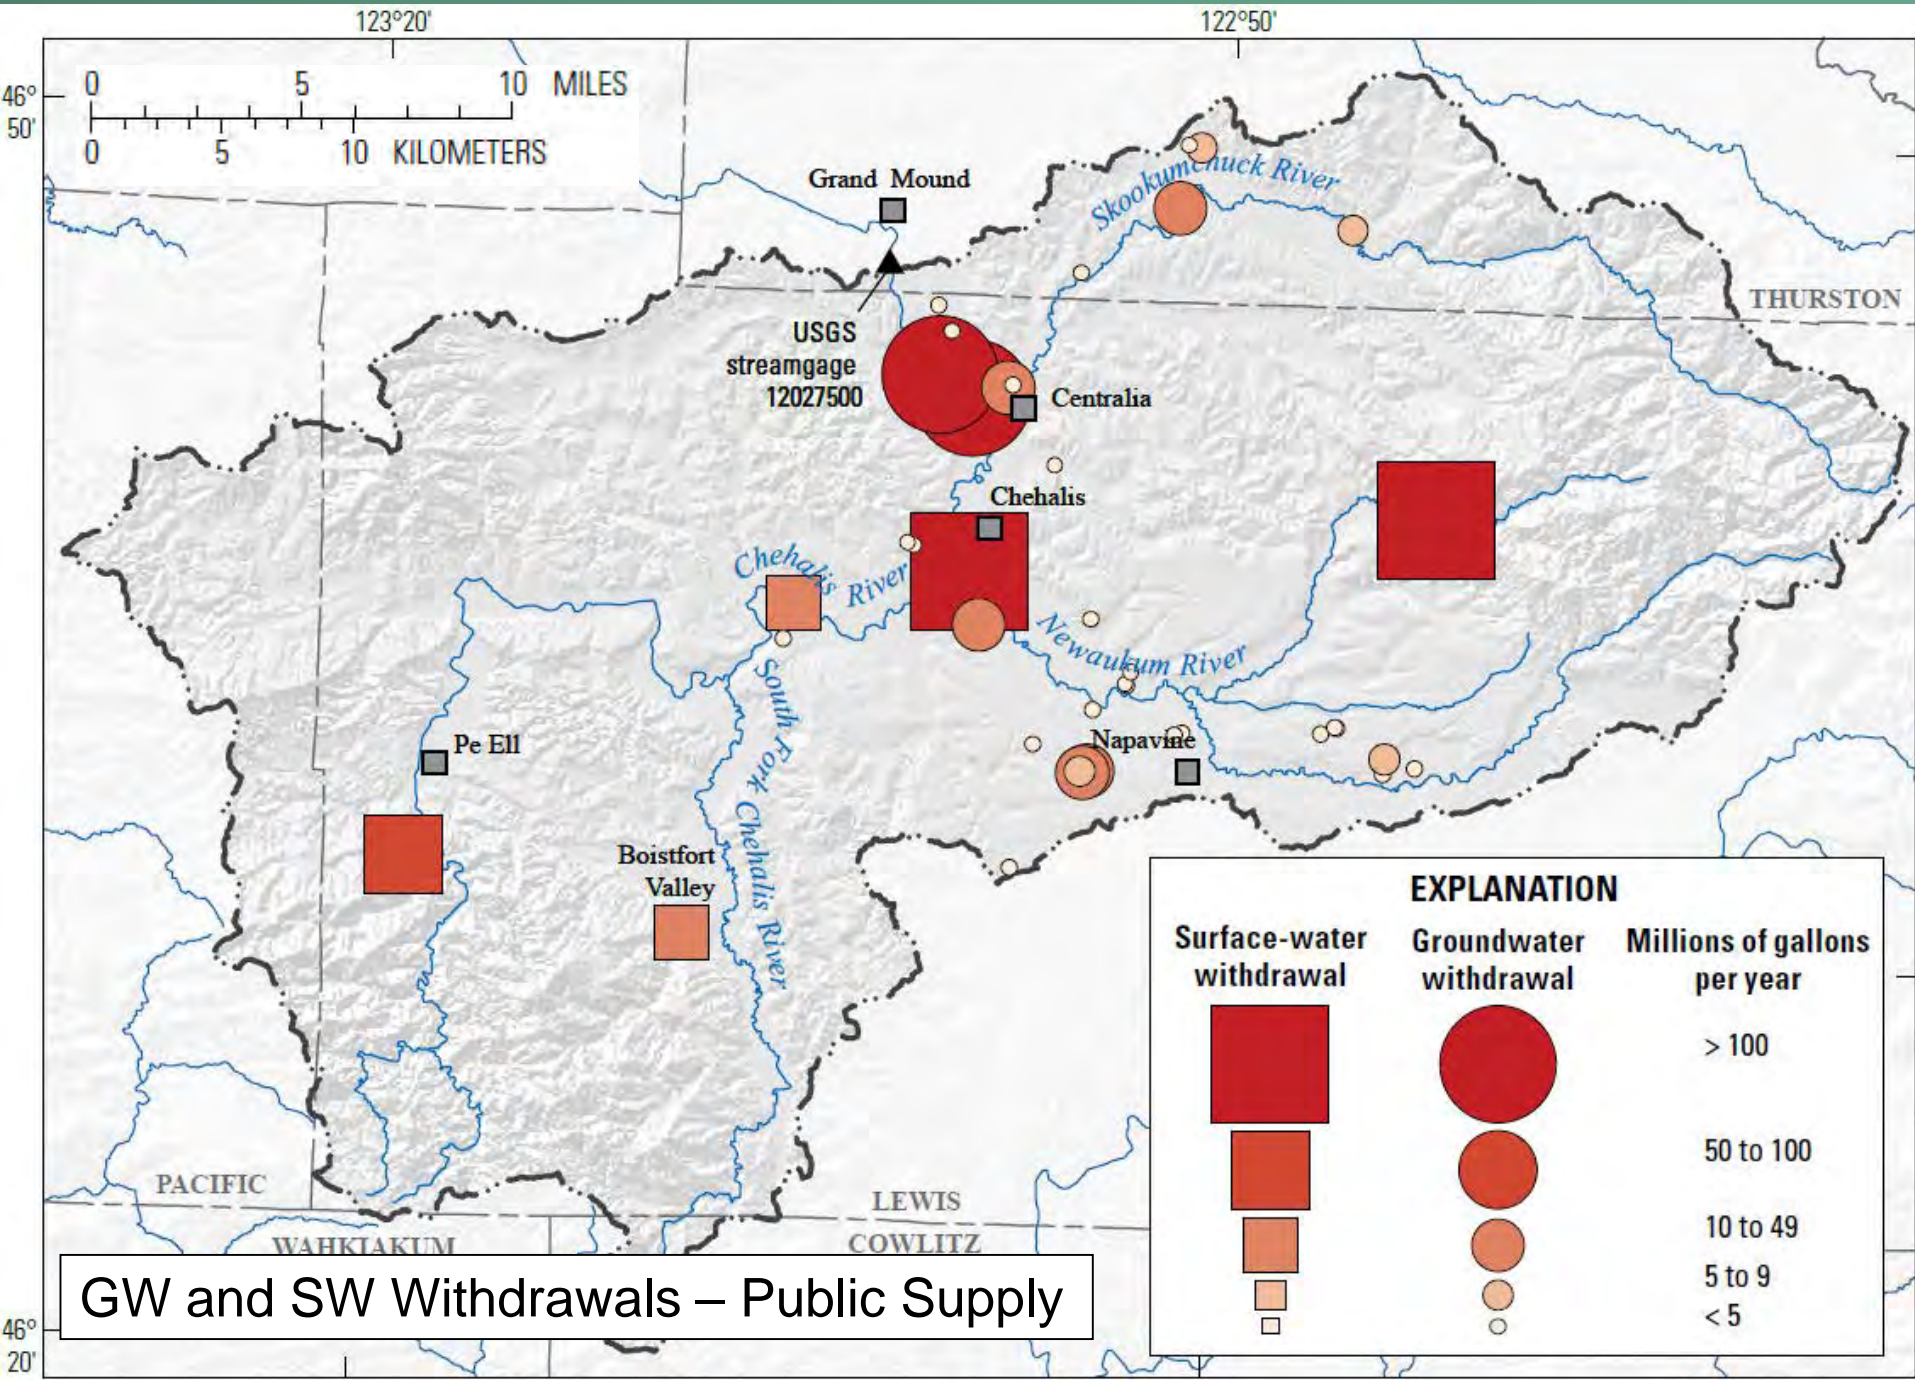 123°20'
122°50'
46°
50'
0 5 10 MILES
0 5 10 KILOMETERS
Grand Mound
Skookumchuck River
THURSTON
USGS
streamgage
12027500
Centralia
Chehalis
Chehalis River
Newaukum River
South Fork Chehalis River
Pe Ell
Napavine
Boistfort
Valley
EXPLANATION
Surface-water
withdrawal
Groundwater
withdrawal
Millions of gallons
per year
> 100
50 to 100
10 to 49
5 to 9
< 5
PACIFIC
LEWIS
WAHKIAKUM
COWLITZ
GW and SW Withdrawals – Public Supply
46°
20'